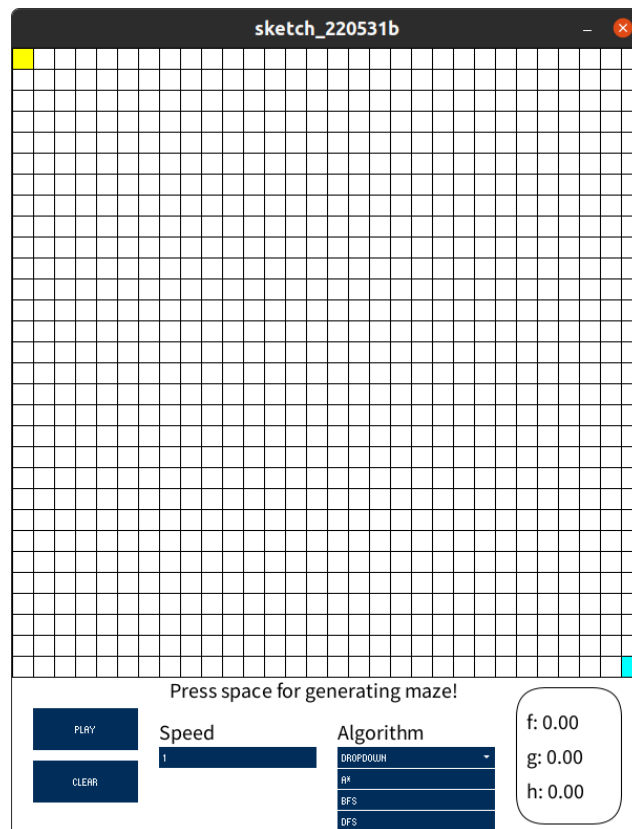 sketch_220531b
Press space for generating maze!
PLAY
CLEAR
Speed
1
Algorithm
DROPDOWN
A*
BFS
DFS
f: 0.00
g: 0.00
h: 0.00